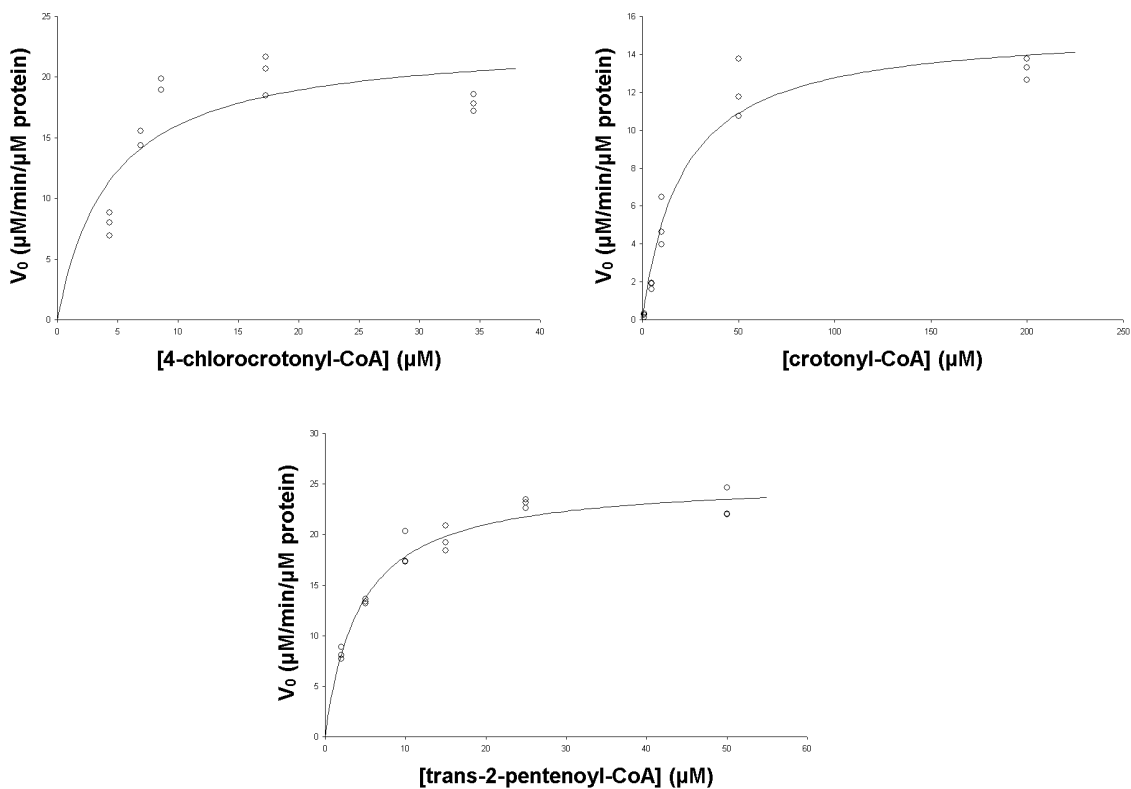 V₀ (µM/min/µM protein)
25
20
15
10
5
0
0 5 10 15 20 25 30 35 40
[4-chlorocrotonyl-CoA] (µM)
V₀ (µM/min/µM protein)
16
14
12
10
8
6
4
2
0
0 50 100 150 200 250
[crotonyl-CoA] (µM)
V₀ (µM/min/µM protein)
30
25
20
15
10
5
0
0 10 20 30 40 50 60
[trans-2-pentenoyl-CoA] (µM)